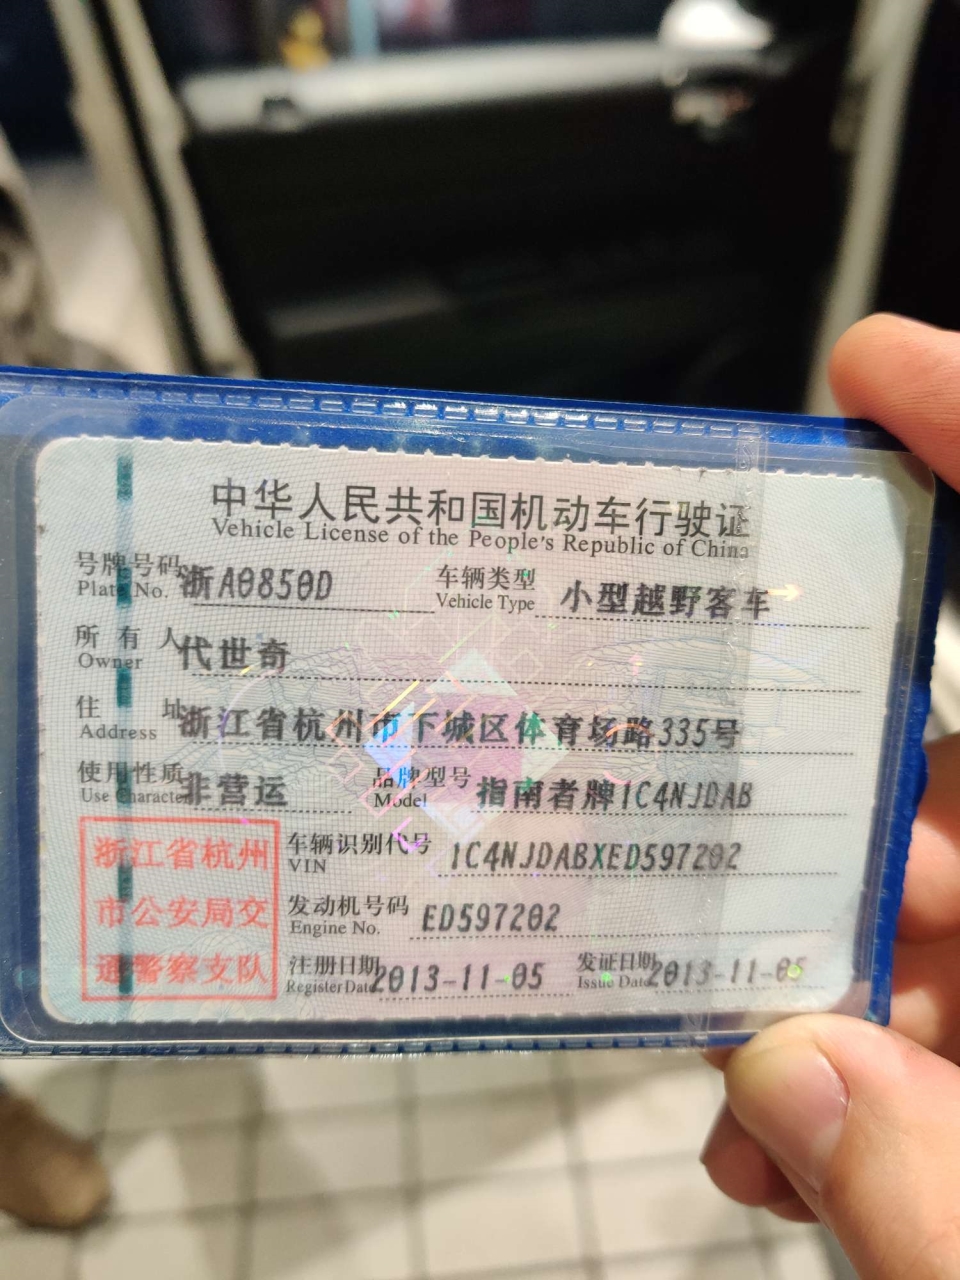 中华人民共和国机动车行驶证
Vehicle License of the People's Republic of China
号牌号码 浙A0850D 车辆类型 小型越野客车
Plate No. Vehicle Type
所有人 代世奇
Owner
住址 浙江省杭州市下城区体育场路335号
Address
使用性质 非营运 品牌型号 指南者牌1C4NJDAB
Use Character Model
浙江省杭州市公安局交通警察支队
车辆识别代号 1C4NJDABXED597202
VIN
发动机号码 ED597202
Engine No.
注册日期 2013-11-05 发证日期 2013-11-05
Register Date Issue Date